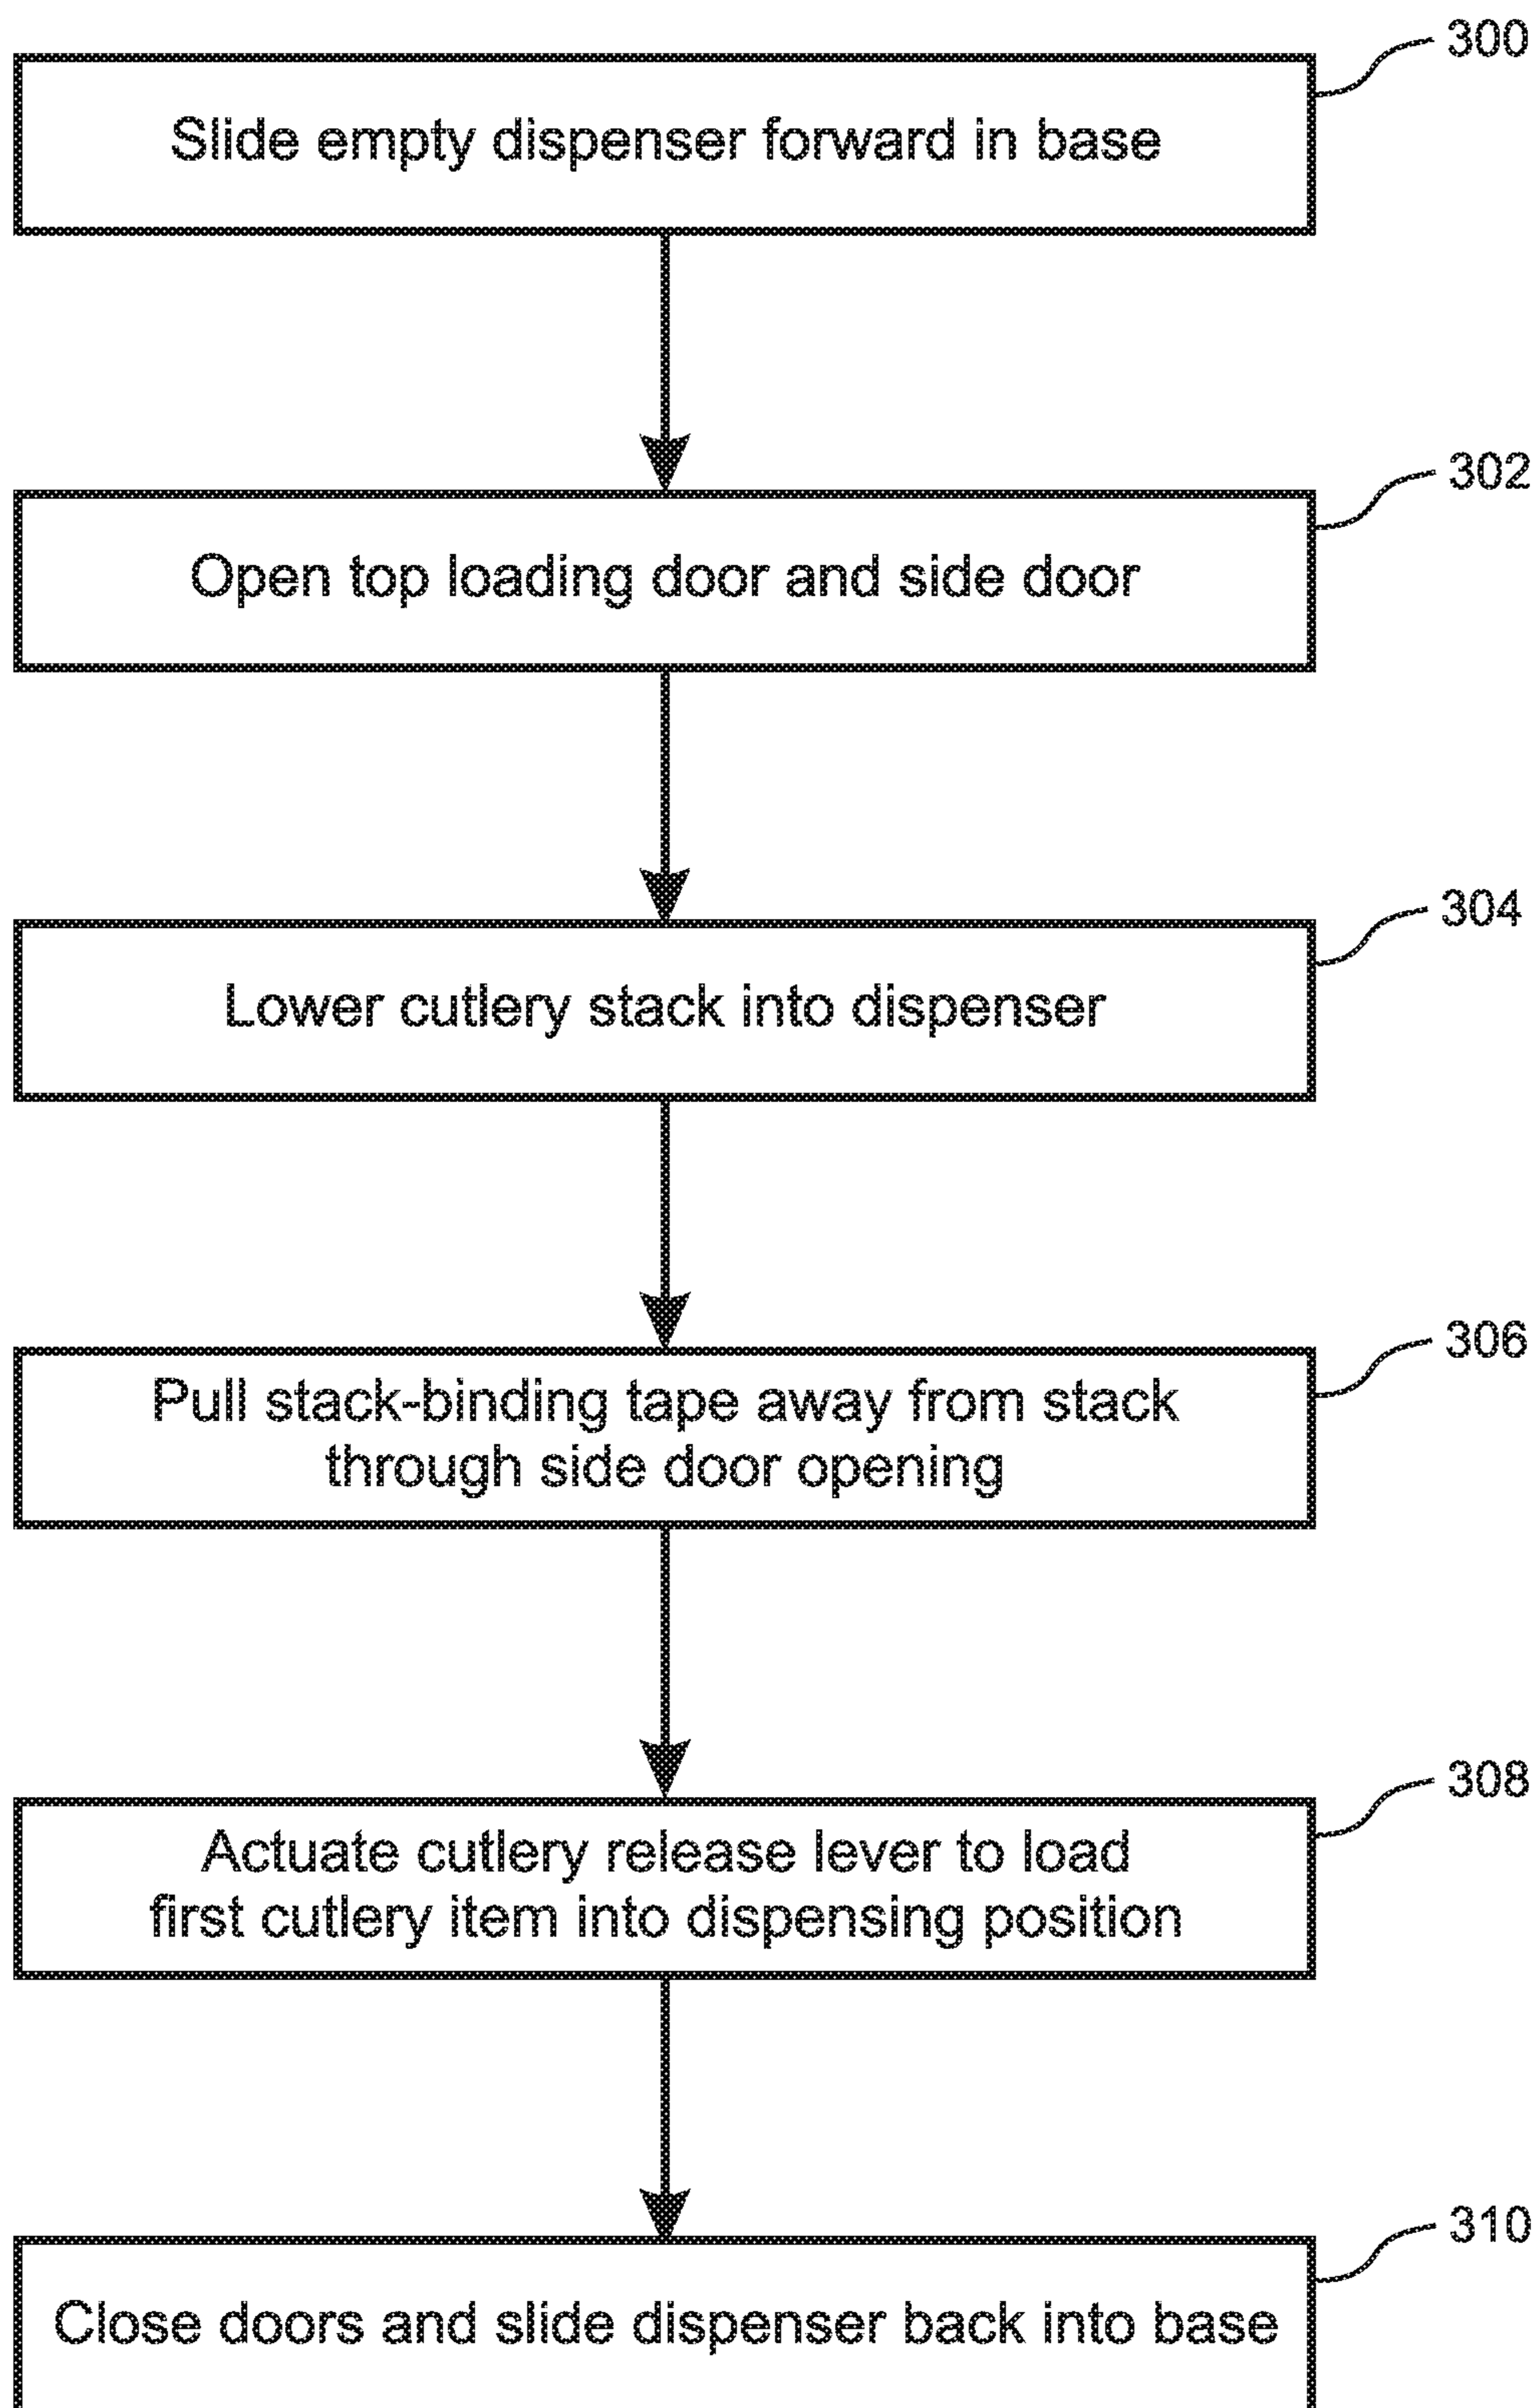 300
Slide empty dispenser forward in base
302
Open top loading door and side door
304
Lower cutlery stack into dispenser
306
Pull stack-binding tape away from stack
through side door opening
308
Actuate cutlery release lever to load
first cutlery item into dispensing position
310
Close doors and slide dispenser back into base